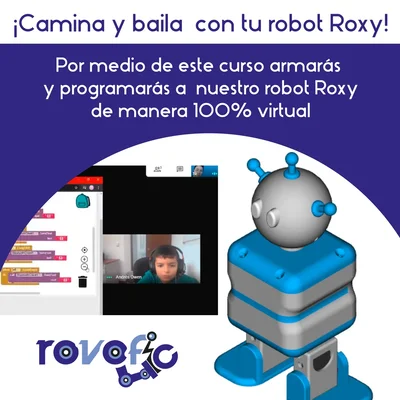 ¡Camina y baila con tu robot Roxy!
Por medio de este curso armarás
y programarás a nuestro robot Roxy
de manera 100% virtual
rovefic